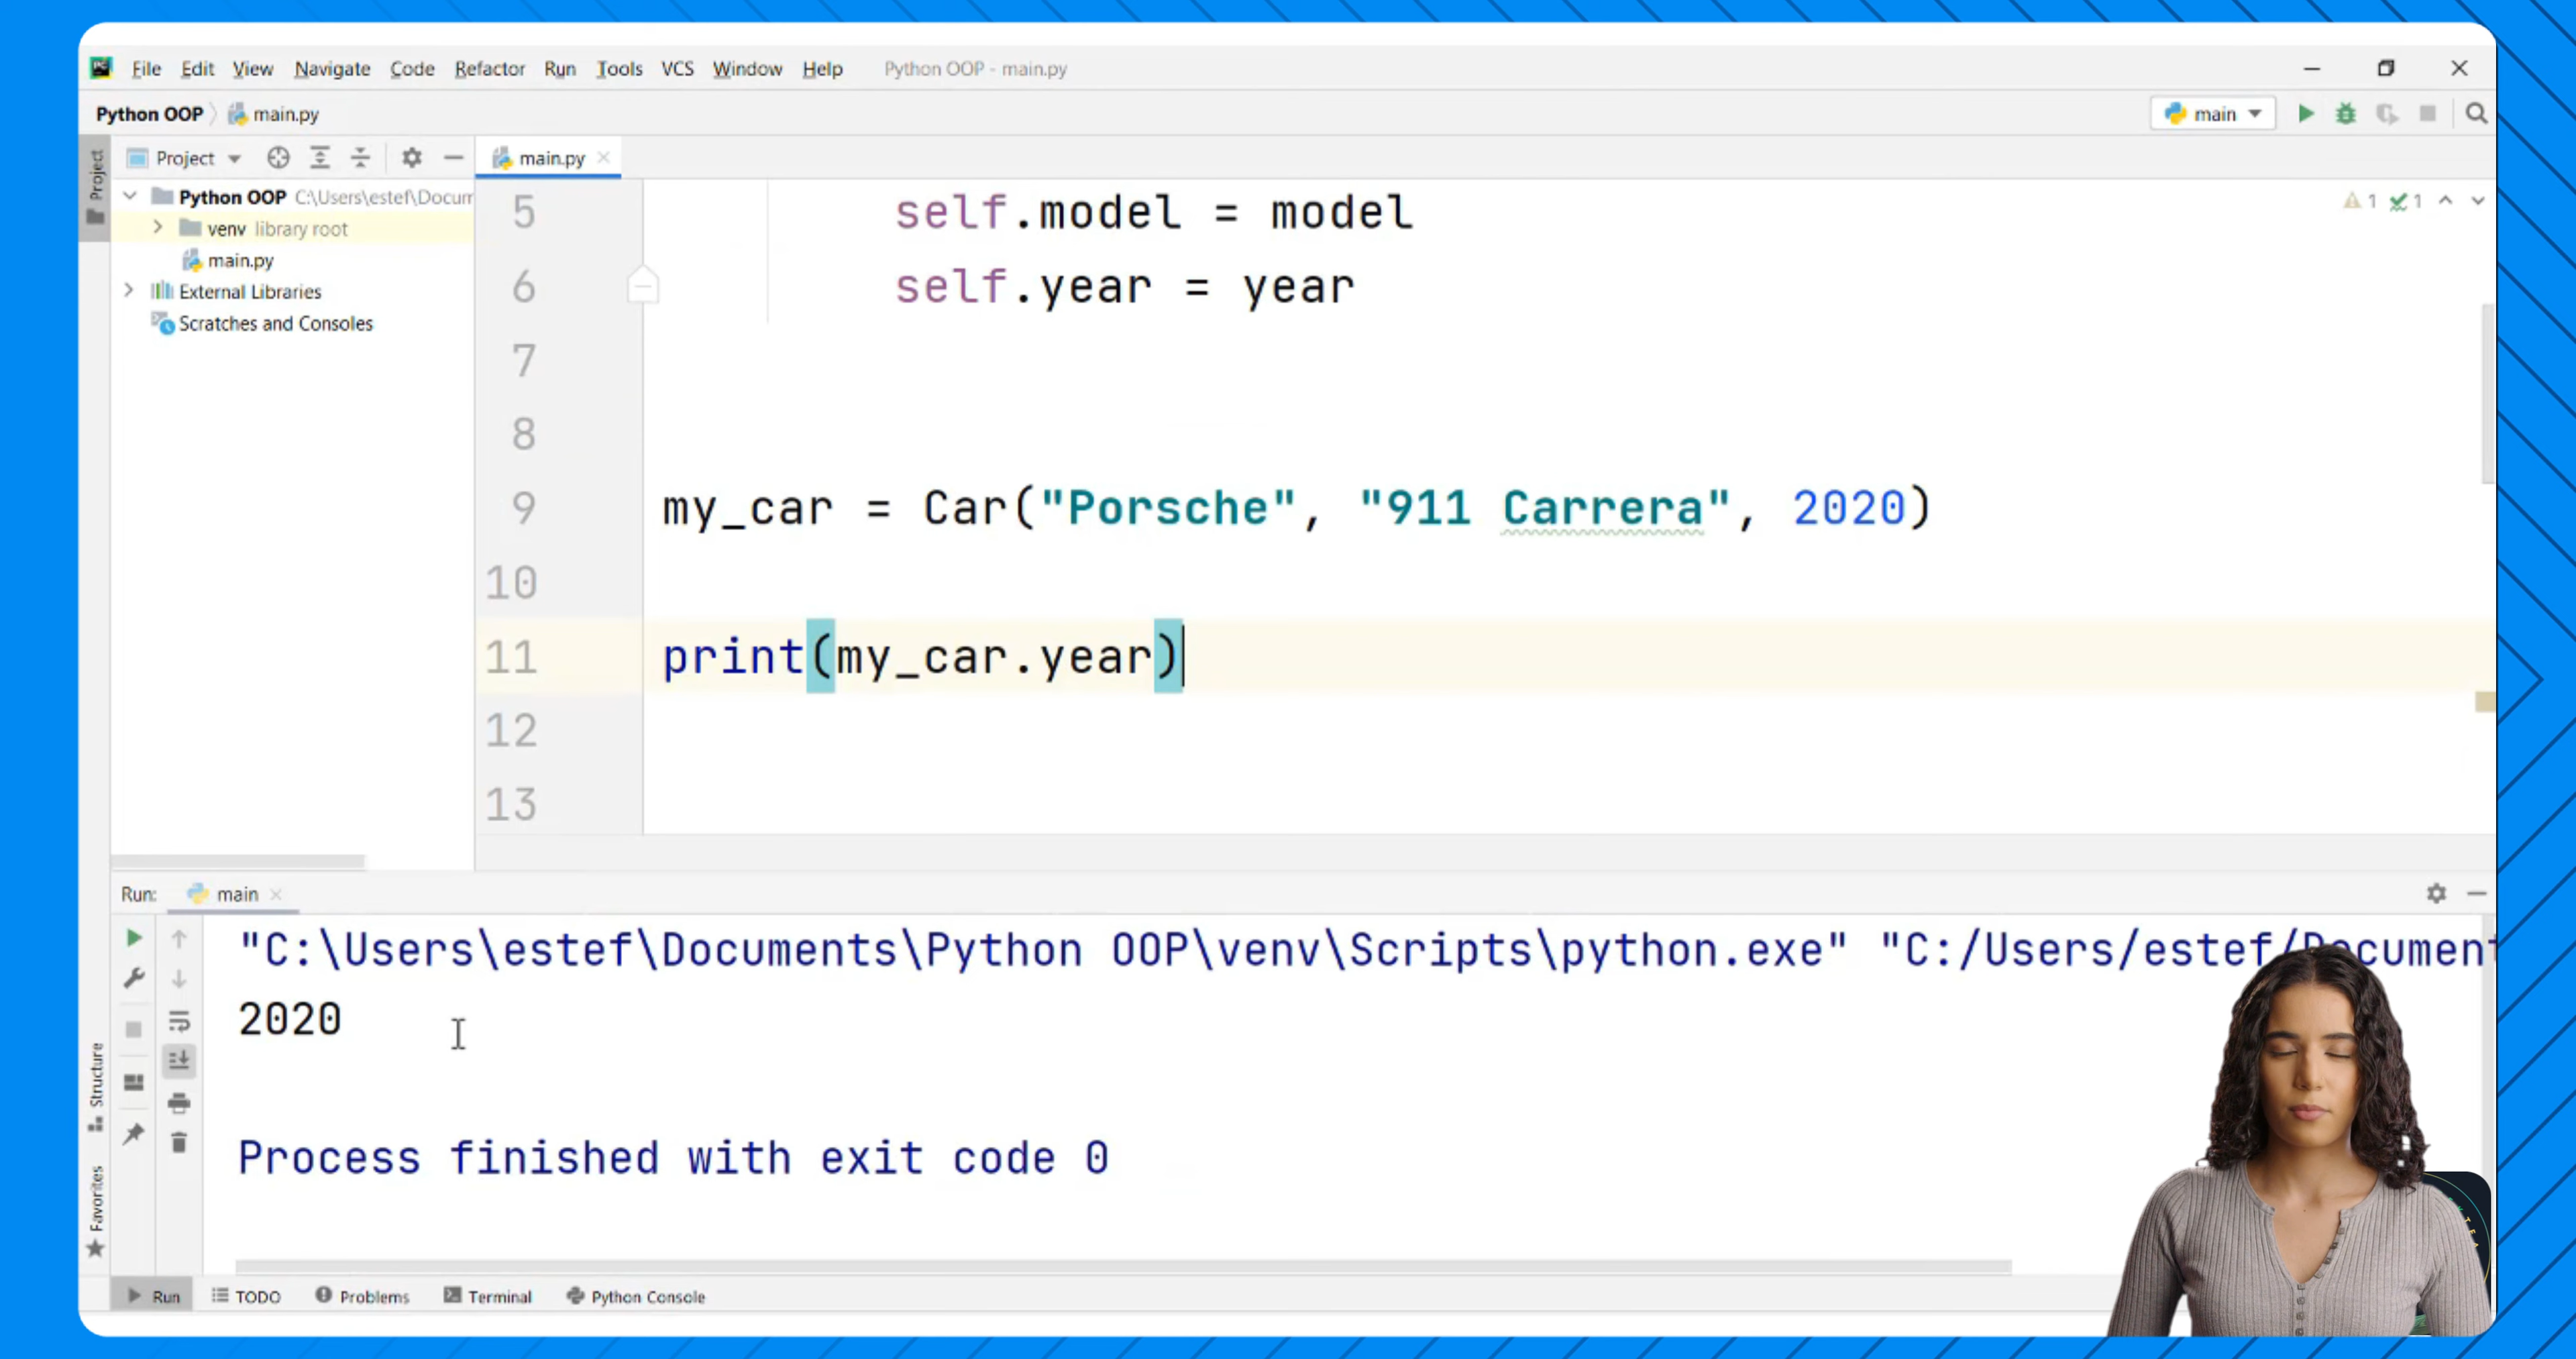 File Edit View Navigate Code Refactor Run Tools VCS Window Help Python OOP - main.py
Python OOP main.py main
Project Project main.py
Python OOP C:\Users\estef\Docum
venv library root
main.py
External Libraries
Scratches and Consoles
5 self.model = model
6 self.year = year
7
8
9 my_car = Car("Porsche", "911 Carrera", 2020)
10
11 print(my_car.year)
12
13
1 1
Run: main
"C:\Users\estef\Documents\Python OOP\venv\Scripts\python.exe" "C:/Users/estef/Document
2020
Process finished with exit code 0
Structure
Favorites
Run TODO Problems Terminal Python Console